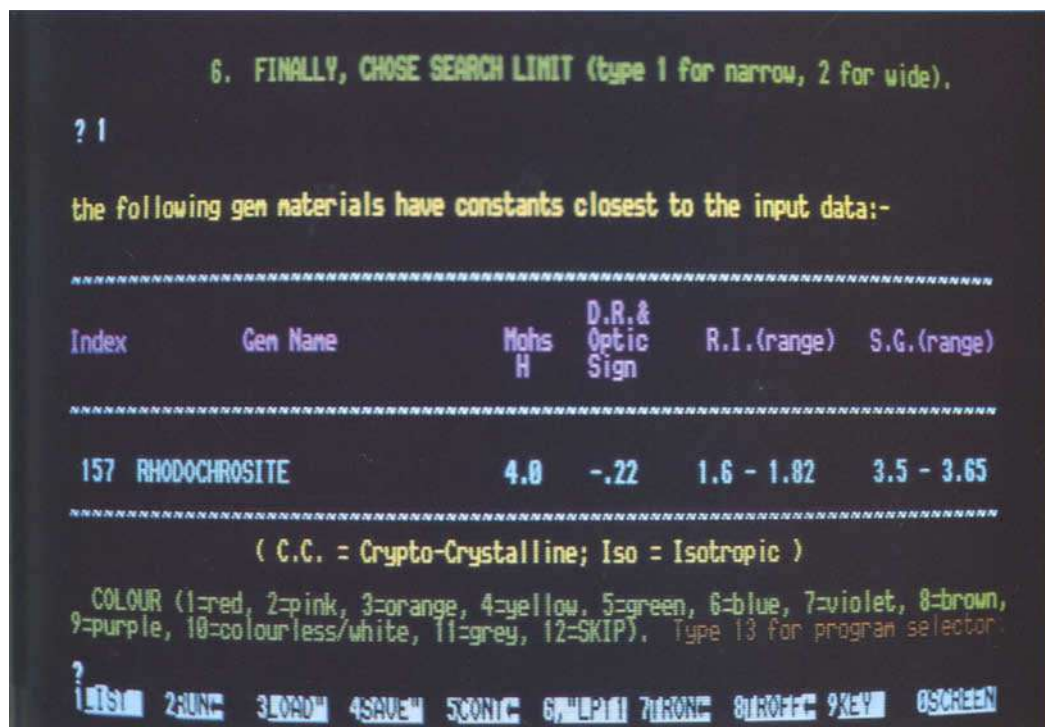 6. FINALLY, CHOSE SEARCH LIMIT (type 1 for narrow, 2 for wide).
? 1
the following gem materials have constants closest to the input data:-
Index Gem Name Mohs H D.R.& Optic Sign R.I.(range) S.G.(range)
157 RHODOCHROSITE 4.0 -.22 1.6 - 1.82 3.5 - 3.65
( C.C. = Crypto-Crystalline; Iso = Isotropic )
COLOUR (1=red, 2=pink, 3=orange, 4=yellow. 5=green, 6=blue, 7=violet, 8=brown,
9=purple, 10=colourless/white, 11=grey, 12=SKIP). Type 13 for program selector.
?
1LIST 2RUN← 3LOAD" 4SAVE" 5CONT← 6,"LPT1 7TRON← 8TROFF← 9KEY 0SCREEN